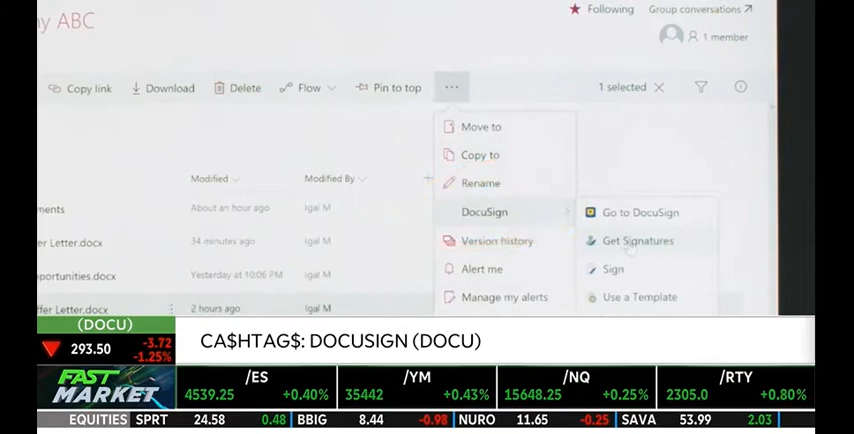 ny ABC
Following
Group conversations
1 member
Copy link
Download
Delete
Flow
Pin to top
...
1 selected
Move to
Copy to
Rename
DocuSign
Version history
Alert me
Manage my alerts
Go to DocuSign
Get Signatures
Sign
Use a Template
Modified
Modified By
About an hour ago
Igal M
er Letter.docx
34 minutes ago
Igal M
portunities.docx
Yesterday at 10:06 PM
Igal M
ffer Letter.docx
2 hours ago
Igal M
(DOCU)
293.50
-3.72
-1.25%
CA$HTAG$: DOCUSIGN (DOCU)
FAST MARKET
/ES
4539.25 +0.40%
/YM
35442 +0.43%
/NQ
15648.25 +0.25%
/RTY
2305.0 +0.80%
EQUITIES SPRT 24.58 0.48 BBIG 8.44 -0.98 NURO 11.65 -0.25 SAVA 53.99 2.03